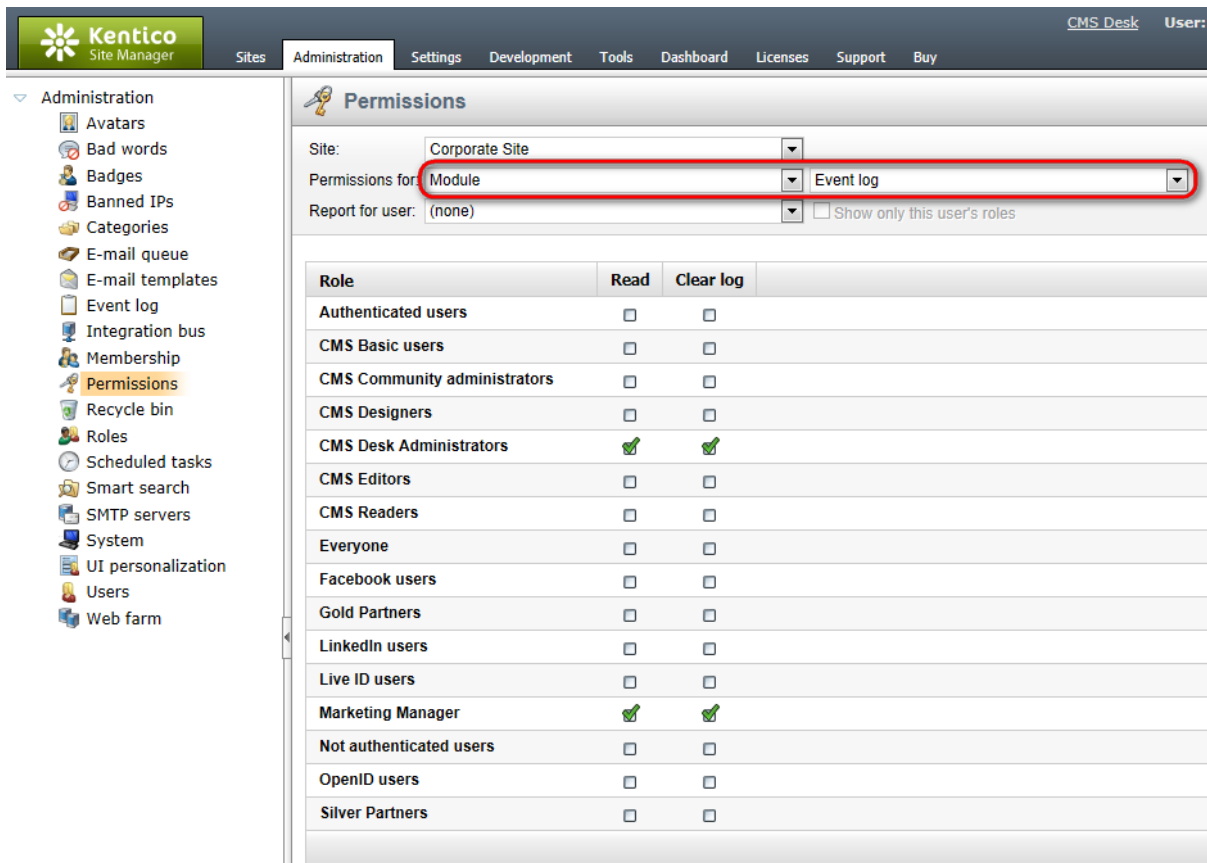 CMS Desk User:
Kentico
Site Manager
Sites Administration Settings Development Tools Dashboard Licenses Support Buy
Administration
Avatars
Bad words
Badges
Banned IPs
Categories
E-mail queue
E-mail templates
Event log
Integration bus
Membership
Permissions
Recycle bin
Roles
Scheduled tasks
Smart search
SMTP servers
System
UI personalization
Users
Web farm
Permissions
Site: Corporate Site
Permissions for: Module Event log
Report for user: (none) Show only this user's roles
Role Read Clear log
Authenticated users
CMS Basic users
CMS Community administrators
CMS Designers
CMS Desk Administrators
CMS Editors
CMS Readers
Everyone
Facebook users
Gold Partners
LinkedIn users
Live ID users
Marketing Manager
Not authenticated users
OpenID users
Silver Partners